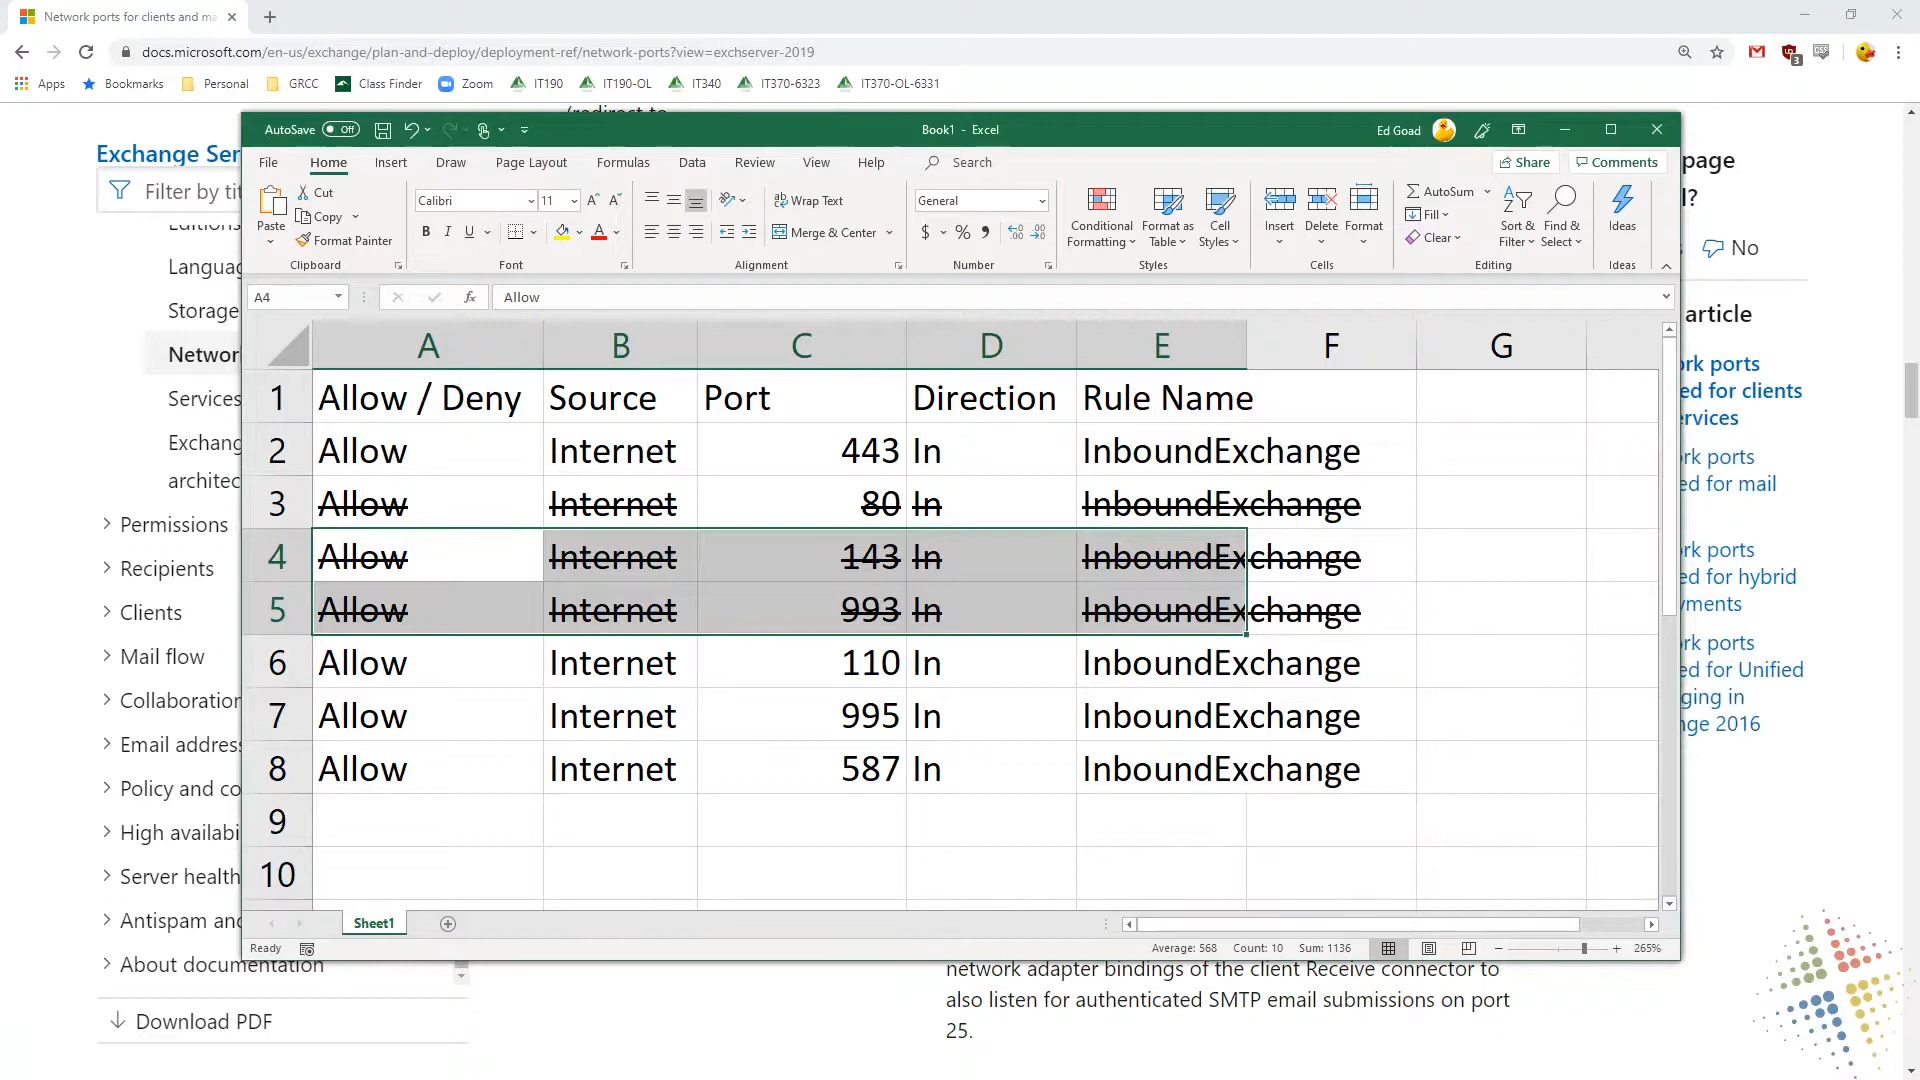 Network ports for clients and ma
docs.microsoft.com/en-us/exchange/plan-and-deploy/deployment-ref/network-ports?view=exchserver-2019
3
Apps Bookmarks Personal GRCC Class Finder Zoom IT190 IT190-OL IT340 IT370-6323 IT370-OL-6331
(redirect to
AutoSave Off Book1 - Excel Ed Goad
File Home Insert Draw Page Layout Formulas Data Review View Help Search Share Comments
Paste Cut Copy Format Painter Clipboard
Calibri 11 B I U A Font
ab Wrap Text Merge & Center Alignment
General $ % Number
Conditional Formatting Format as Table Cell Styles Styles
Insert Delete Format Cells
AutoSum Fill Clear Sort & Filter Find & Select Editing
Ideas Ideas
A4 fx Allow
A B C D E F G
1 Allow / Deny Source Port Direction Rule Name
2 Allow Internet 443 In InboundExchange
3 Allow Internet 80 In InboundExchange
4 Allow Internet 143 In InboundExchange
5 Allow Internet 993 In InboundExchange
6 Allow Internet 110 In InboundExchange
7 Allow Internet 995 In InboundExchange
8 Allow Internet 587 In InboundExchange
9
10
Sheet1
Ready Average: 568 Count: 10 Sum: 1136 265%
Exchange Ser
Filter by tit
Editions
Languag
Storage
Networ
Services
Exchang
architec
Permissions
Recipients
Clients
Mail flow
Collaboration
Email address
Policy and co
High availabi
Server health
Antispam and
About documentation
Download PDF
page
l?
No
article
rk ports
ed for clients
ervices
rk ports
ed for mail
rk ports
ed for hybrid
yments
rk ports
ed for Unified
ging in
nge 2016
network adapter bindings of the client Receive connector to
also listen for authenticated SMTP email submissions on port
25.